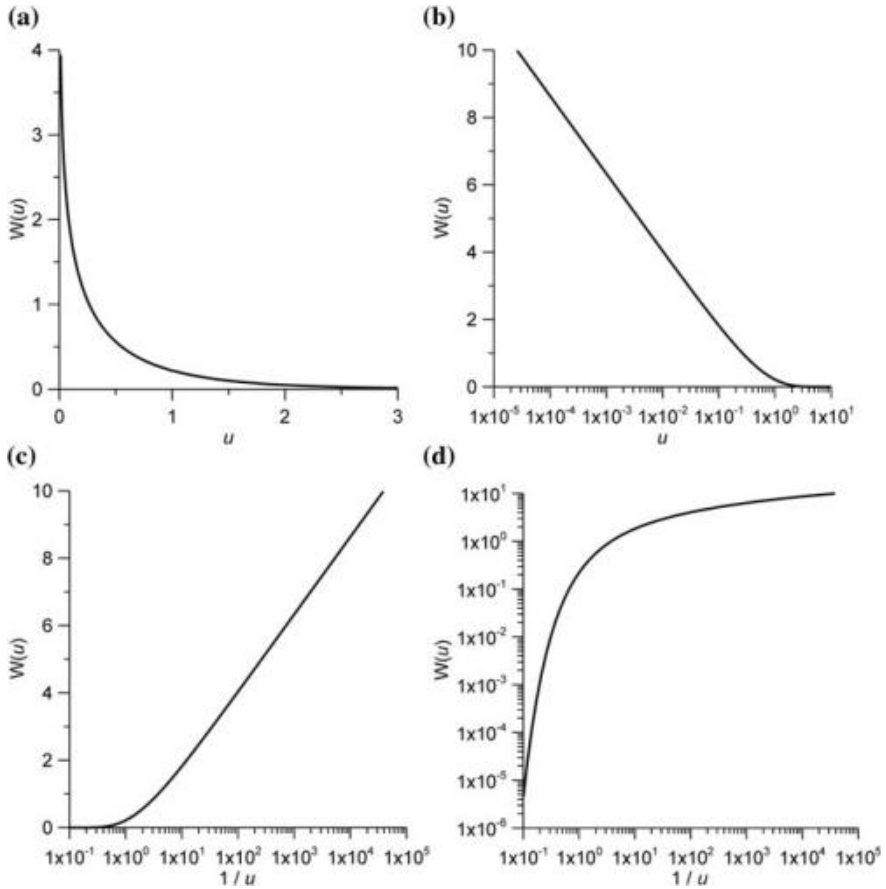 (a)
4
3
2
1
0
W(u)
0 1 2 3
u
(b)
10
8
6
4
2
0
W(u)
1x10⁻⁵ 1x10⁻⁴ 1x10⁻³ 1x10⁻² 1x10⁻¹ 1x10⁰ 1x10¹
u
(c)
10
8
6
4
2
0
W(u)
1x10⁻¹ 1x10⁰ 1x10¹ 1x10² 1x10³ 1x10⁴ 1x10⁵
1 / u
(d)
1x10¹
1x10⁰
1x10⁻¹
1x10⁻²
1x10⁻³
1x10⁻⁴
1x10⁻⁵
1x10⁻⁶
W(u)
1x10⁻¹ 1x10⁰ 1x10¹ 1x10² 1x10³ 1x10⁴ 1x10⁵
1 / u